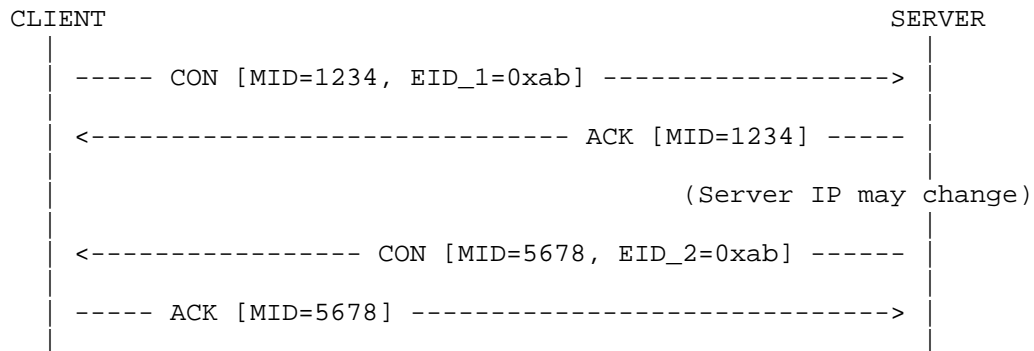 CLIENT SERVER
----- CON [MID=1234, EID_1=0xab] ------------------>
<------------------------------ ACK [MID=1234] -----
(Server IP may change)
<----------------- CON [MID=5678, EID_2=0xab] ------
----- ACK [MID=5678] ------------------------------>